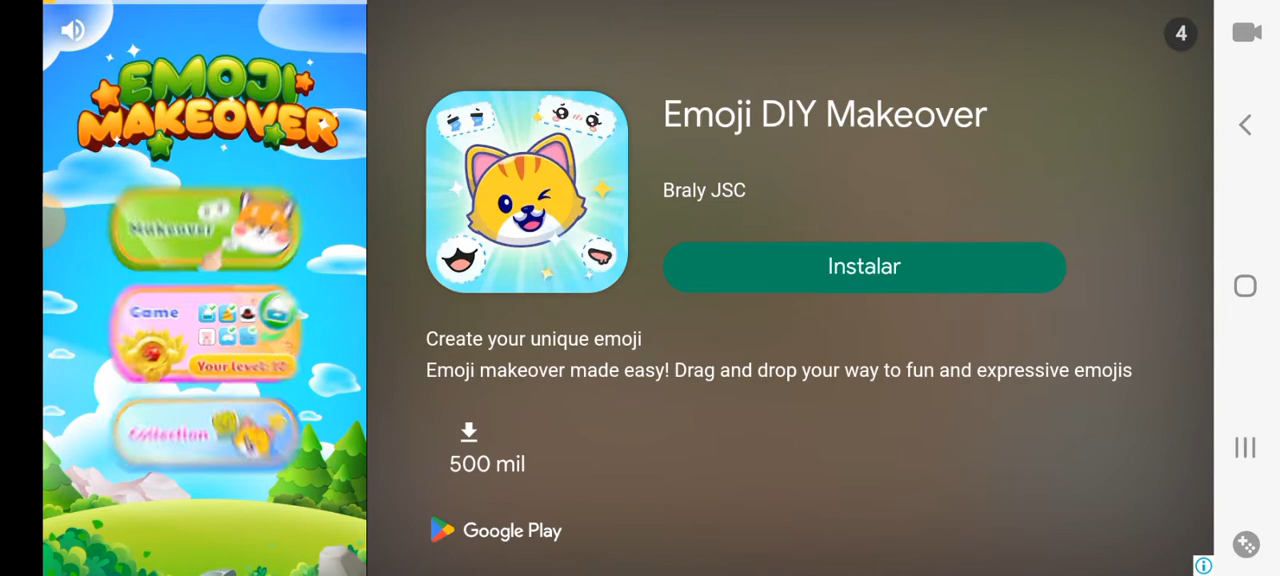 EMOJI
MAKEOVER
Makeover
Game
Your level: 10
Collection
4
Emoji DIY Makeover
Braly JSC
Instalar
Create your unique emoji
Emoji makeover made easy! Drag and drop your way to fun and expressive emojis
500 mil
Google Play